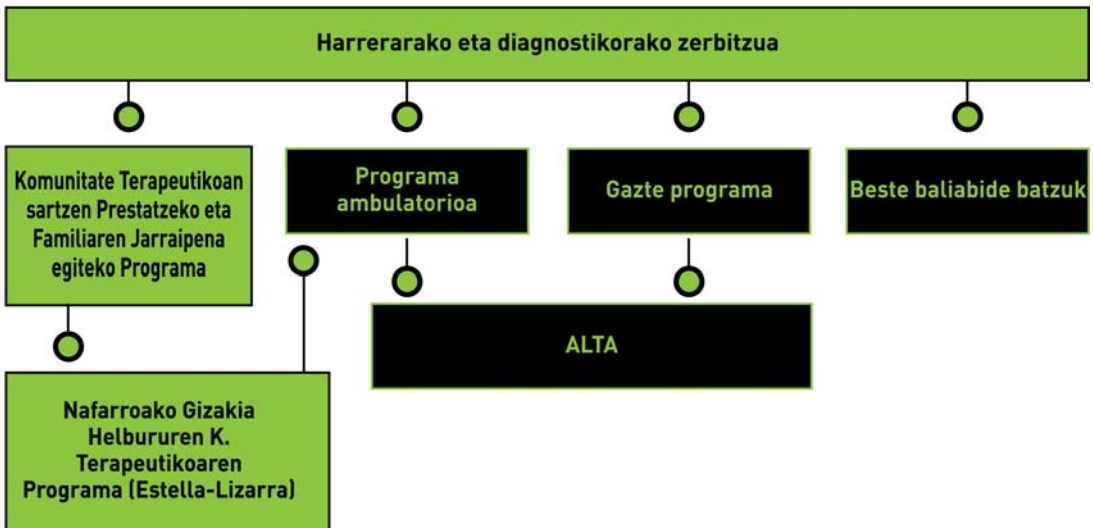 Harrerarako eta diagnostikorako zerbitzua
Komunitate Terapeutikoan
sartzen Prestatzeko eta
Familiaren Jarraipena
egiteko Programa
Programa
ambulatorioa
Gazte programa
Beste baliabide batzuk
ALTA
Nafarroako Gizakia
Helbururen K.
Terapeutikoaren
Programa (Estella-Lizarra)